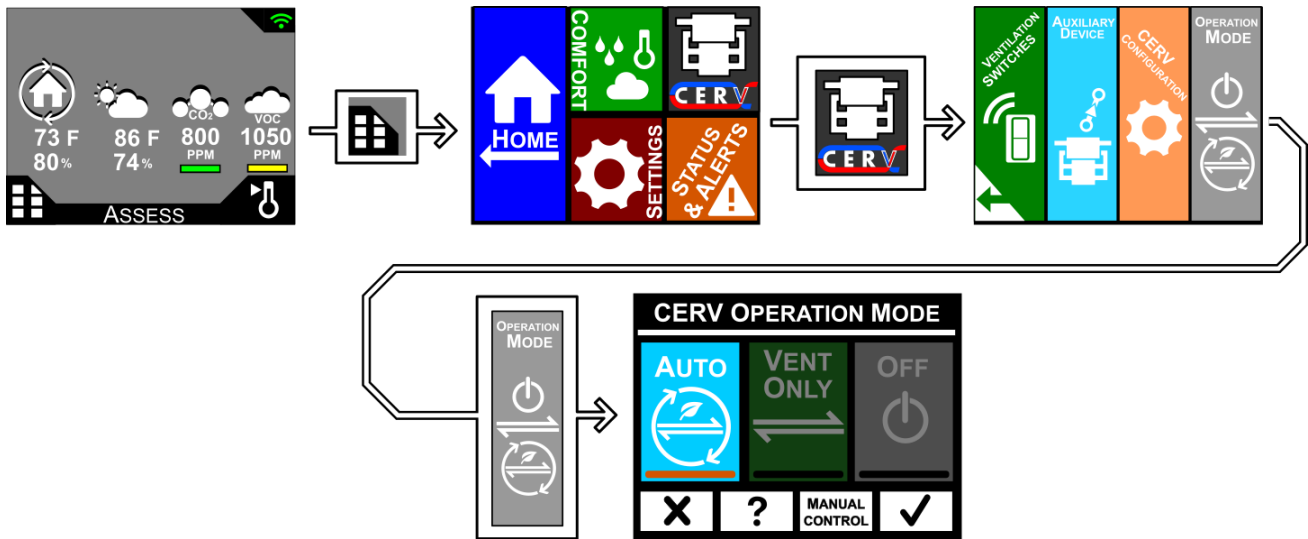 CO2
VOC
73 F
86 F
800
1050
80%
74%
PPM
PPM
ASSESS
HOME
COMFORT
CERV
SETTINGS
STATUS
& ALERTS
CERV
VENTILATION
SWITCHES
AUXILIARY
DEVICE
CERV
CONFIGURATION
OPERATION
MODE
OPERATION
MODE
CERV OPERATION MODE
AUTO
VENT
ONLY
OFF
?
MANUAL
CONTROL